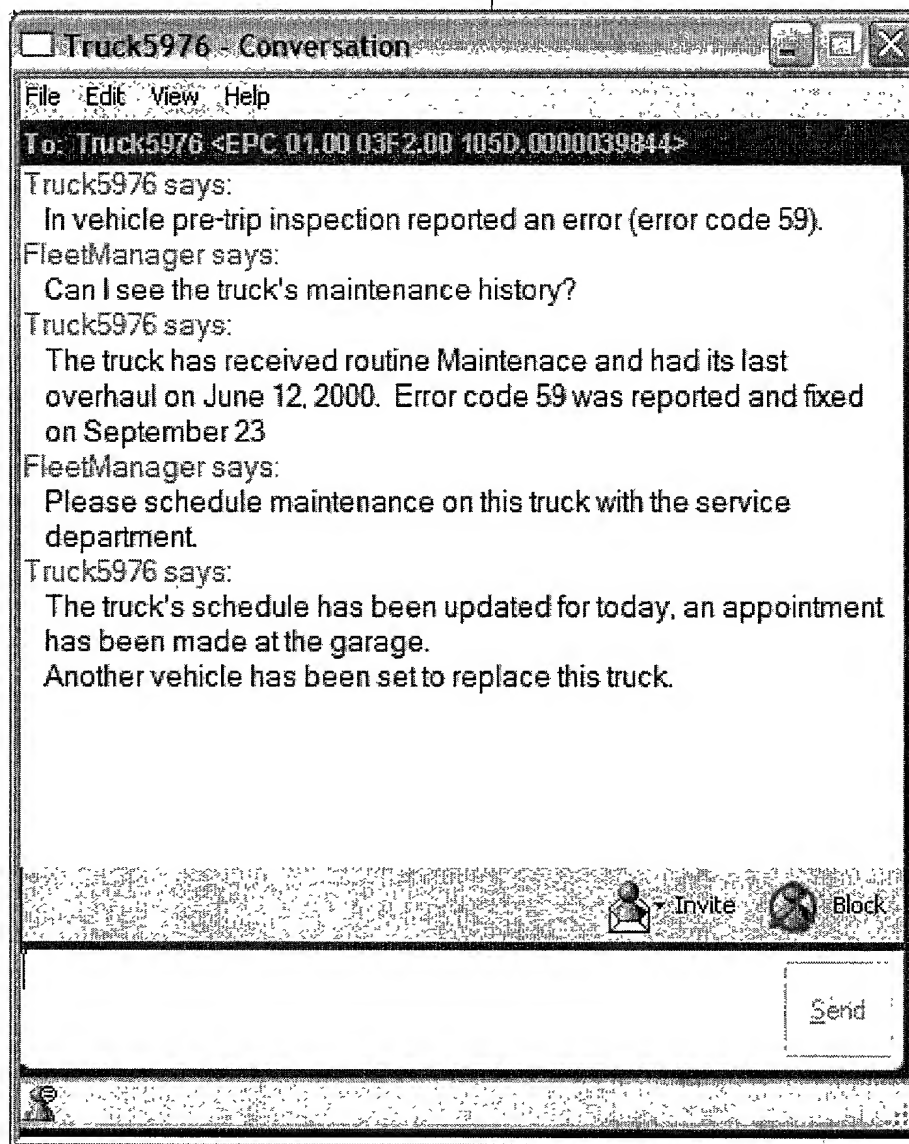 Truck5976 - Conversation
File Edit View Help
To: Truck5976 <EPC 01.00 03F2.00 105D.0000039844>
Truck5976 says:
In vehicle pre-trip inspection reported an error (error code 59).
FleetManager says:
Can I see the truck's maintenance history?
Truck5976 says:
The truck has received routine Maintenace and had its last
overhaul on June 12, 2000. Error code 59 was reported and fixed
on September 23
FleetManager says:
Please schedule maintenance on this truck with the service
department.
Truck5976 says:
The truck's schedule has been updated for today, an appointment
has been made at the garage.
Another vehicle has been set to replace this truck.
Invite Block
Send